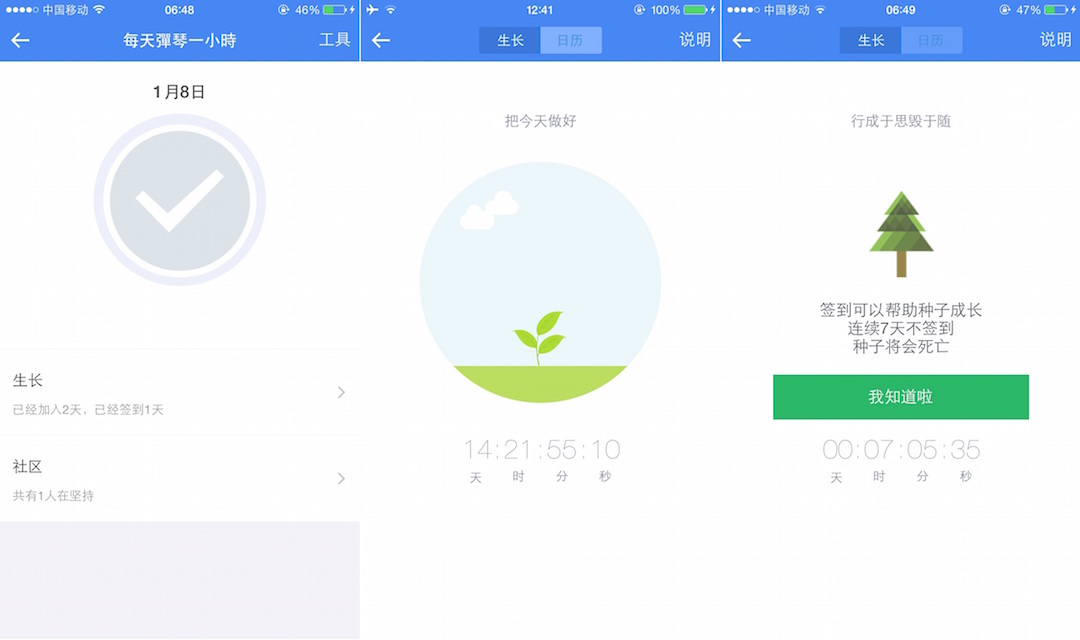 中国移动
06:48
46%
每天彈琴一小時
工具
1月8日
生长
已经加入2天，已经签到1天
社区
共有1人在坚持
12:41
100%
生长
日历
说明
把今天做好
14:21:55:10
天 时 分 秒
中国移动
06:49
47%
生长
日历
说明
行成于思毁于随
签到可以帮助种子成长
连续7天不签到
种子将会死亡
我知道啦
00:07:05:35
天 时 分 秒